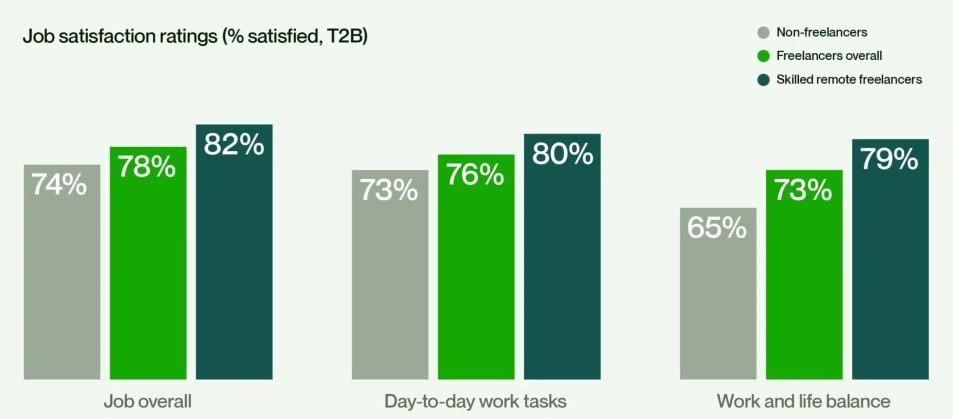 Job satisfaction ratings (% satisfied, T2B)
Non-freelancers
Freelancers overall
Skilled remote freelancers
74%
78%
82%
73%
76%
80%
65%
73%
79%
Job overall
Day-to-day work tasks
Work and life balance